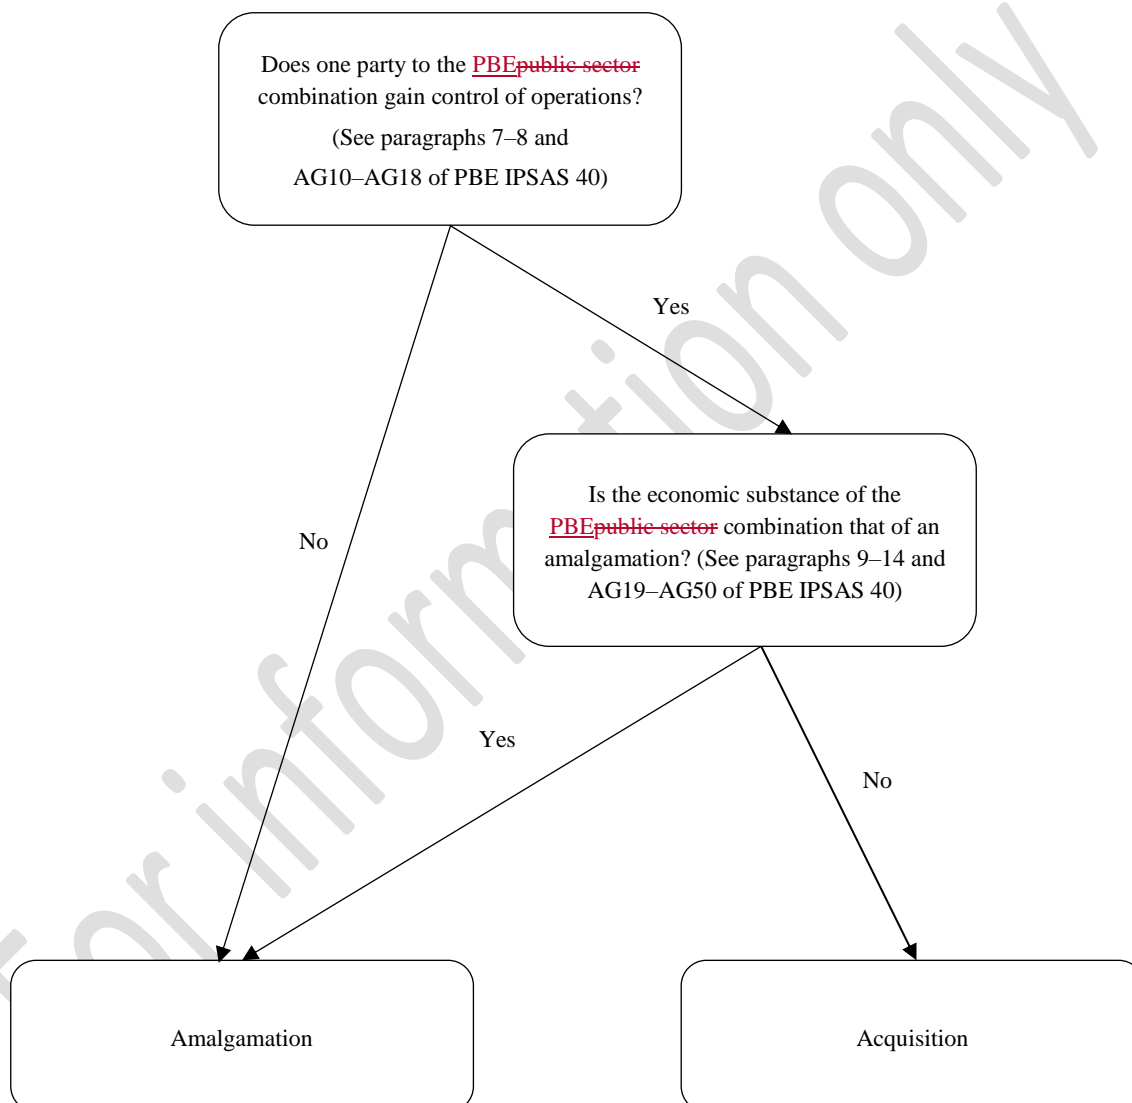 Does one party to the PBEpublic sector
combination gain control of operations?
(See paragraphs 7–8 and
AG10–AG18 of PBE IPSAS 40)
Yes
No
Is the economic substance of the
PBEpublic sector combination that of an
amalgamation? (See paragraphs 9–14 and
AG19–AG50 of PBE IPSAS 40)
Yes
No
Amalgamation
Acquisition
For information only